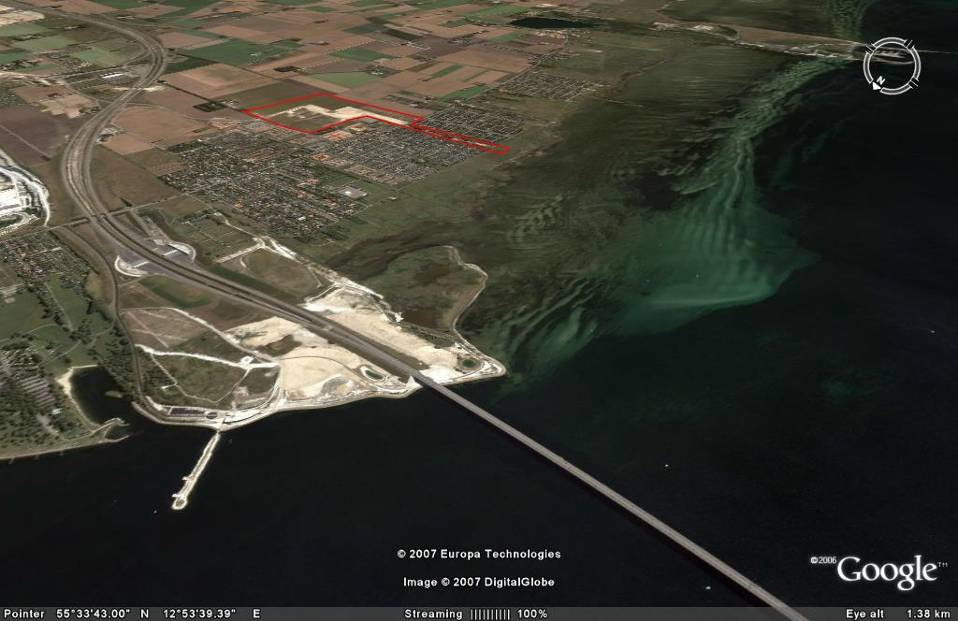 N
© 2007 Europa Technologies
Image © 2007 DigitalGlobe
©2006 Google™
Pointer 55°33'43.00" N 12°53'39.39" E Streaming |||||||||| 100% Eye alt 1.38 km